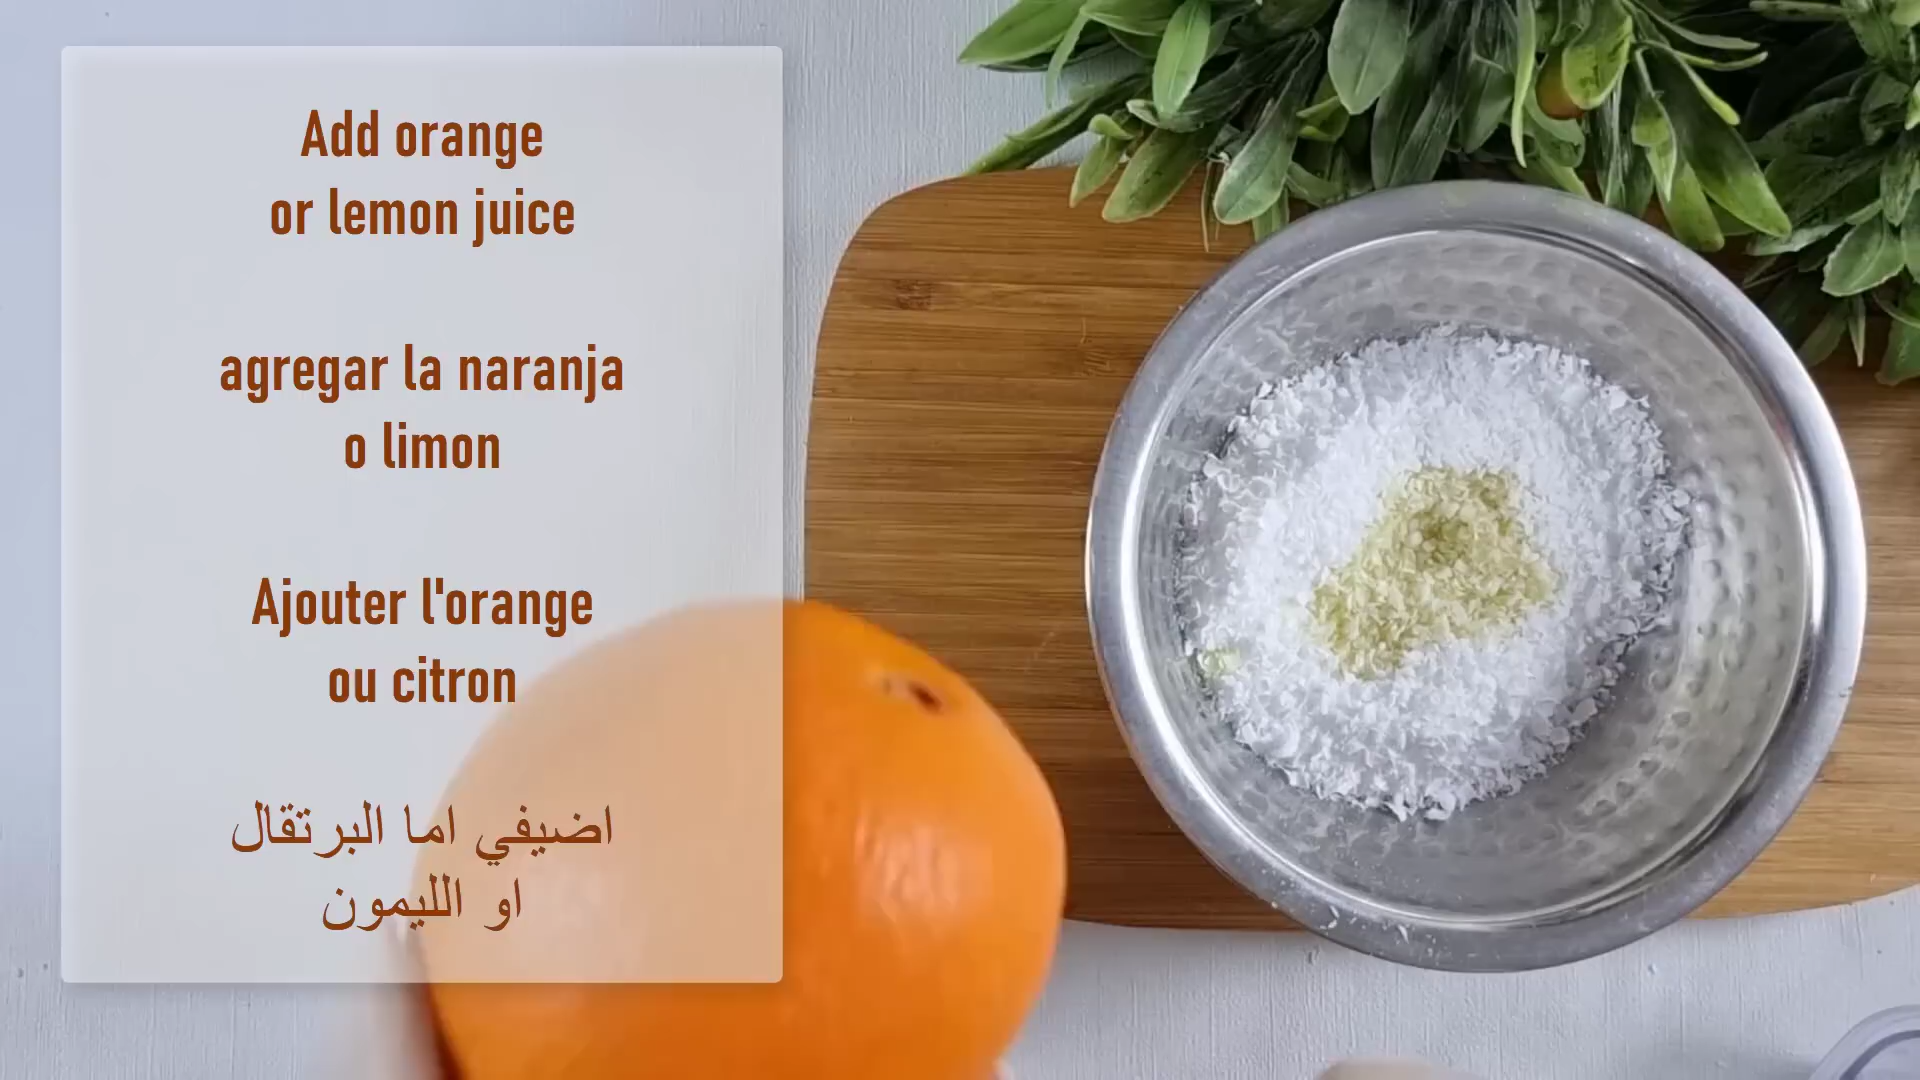 Add orange
or lemon juice
agregar la naranja
o limon
Ajouter l'orange
ou citron
اضيفي اما البرتقال
او الليمون